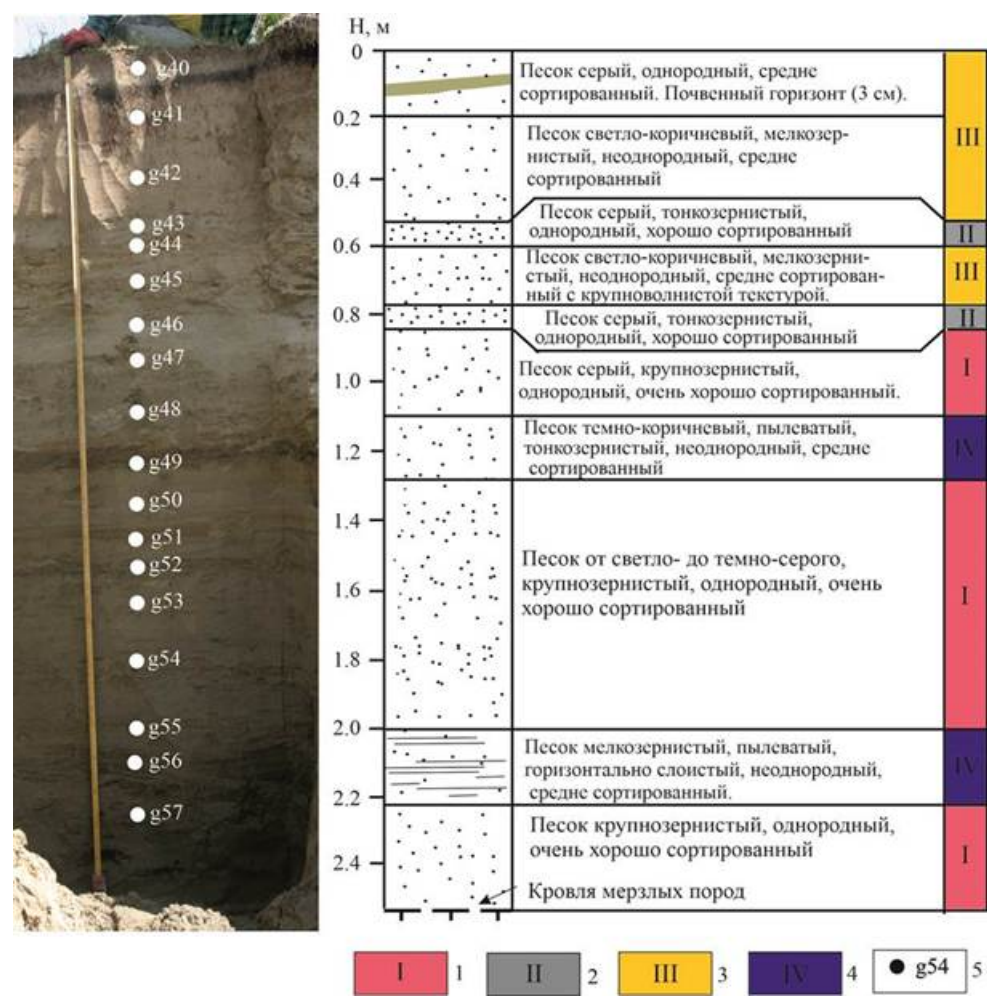 Н, м
0
0.2
0.4
0.6
0.8
1.0
1.2
1.4
1.6
1.8
2.0
2.2
2.4
g40
g41
g42
g43
g44
g45
g46
g47
g48
g49
g50
g51
g52
g53
g54
g55
g56
g57
Песок серый, однородный, средне
сортированный. Почвенный горизонт (3 см).
Песок светло-коричневый, мелкозер-
нистый, неоднородный, средне
сортированный
III
Песок серый, тонкозернистый,
однородный, хорошо сортированный
II
Песок светло-коричневый, мелкозерни-
стый, неоднородный, средне сортирован-
ный с крупноволнистой текстурой.
III
Песок серый, тонкозернистый,
однородный, хорошо сортированный
II
Песок серый, крупнозернистый,
однородный, очень хорошо сортированный.
I
Песок темно-коричневый, пылеватый,
тонкозернистый, неоднородный, средне
сортированный
IV
Песок от светло- до темно-серого,
крупнозернистый, однородный, очень
хорошо сортированный
I
Песок мелкозернистый, пылеватый,
горизонтально слоистый, неоднородный,
средне сортированный.
IV
Песок крупнозернистый, однородный,
очень хорошо сортированный
I
Кровля мерзлых пород
I 1 II 2 III 3 IV 4 g54 5